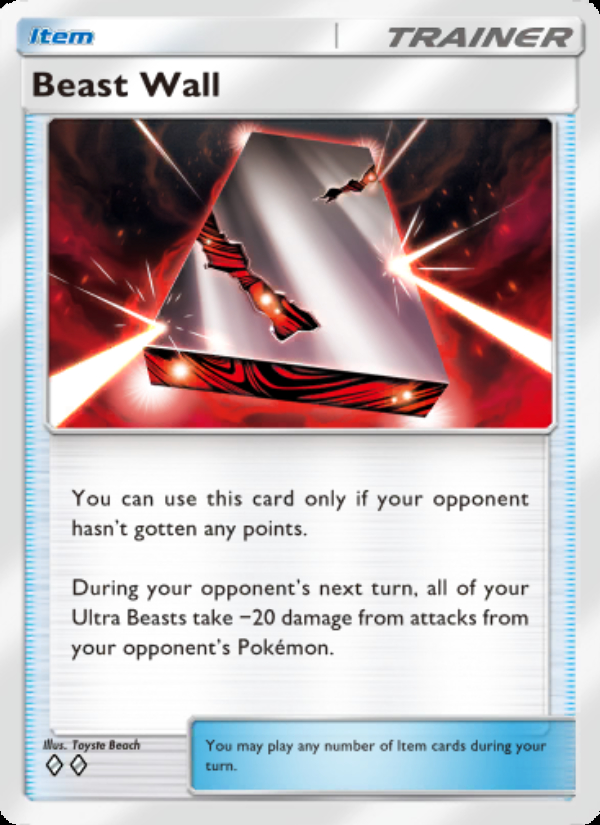 Item
TRAINER
Beast Wall
You can use this card only if your opponent
hasn't gotten any points.
During your opponent's next turn, all of your
Ultra Beasts take −20 damage from attacks from
your opponent's Pokémon.
Illus. Toyste Beach
You may play any number of Item cards during your
turn.